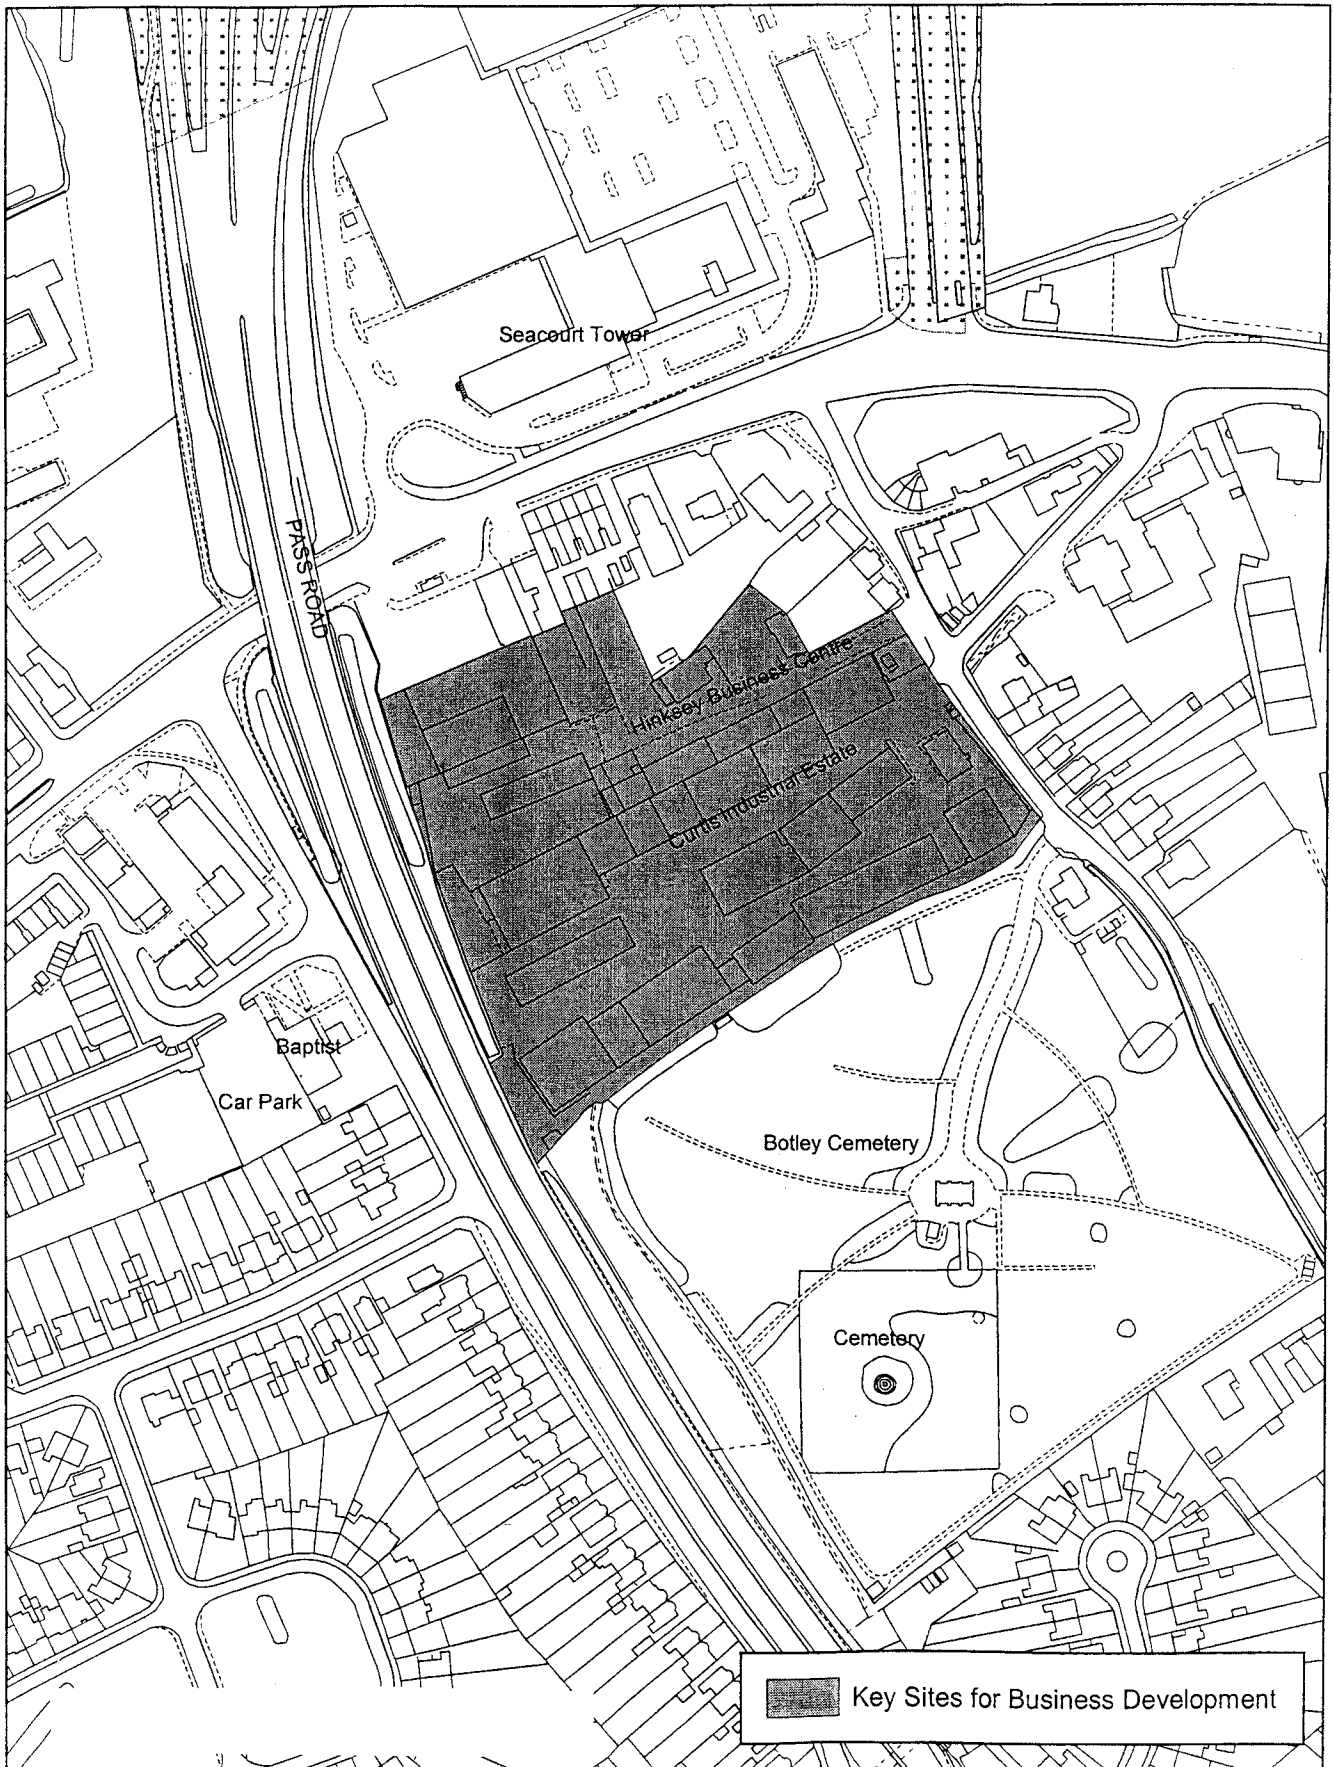 Seacourt Tower
PASS ROAD
Hinksey Business Centre
Curtis Industrial Estate
Baptist
Car Park
Botley Cemetery
Cemetery
Key Sites for Business Development